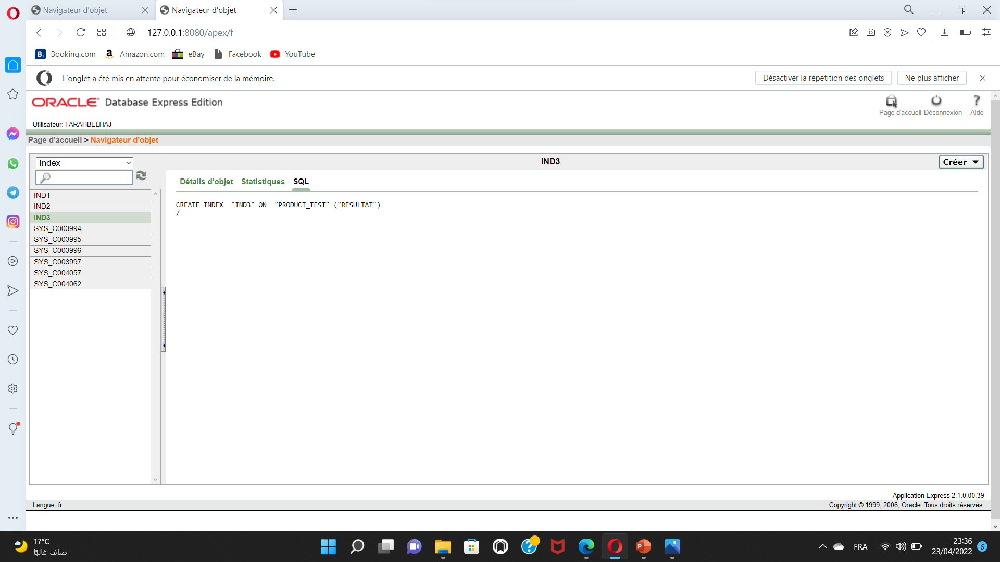 Navigateur d'objet
Navigateur d'objet
127.0.0.1:8080/apex/f
B. Booking.com
a Amazon.com
eBay
Facebook
YouTube
L'onglet a été mis en attente pour économiser de la mémoire.
Désactiver la répétition des onglets
Ne plus afficher
ORACLE Database Express Edition
Page d'accueil
Déconnexion
? Aide
Utilisateur: FARAHBELHAJ
Page d'accueil > Navigateur d'objet
Index
IND3
Créer
Détails d'objet Statistiques SQL
CREATE INDEX "IND3" ON "PRODUCT_TEST" ("RESULTAT")
/
IND1
IND2
IND3
SYS_C003994
SYS_C003995
SYS_C003996
SYS_C003997
SYS_C004057
SYS_C004062
Application Express 2.1.0.00.39
Langue: fr
Copyright © 1999, 2006, Oracle. Tous droits réservés.
17°C
صافٍ غالبًا
P
FRA
23:36
23/04/2022
6